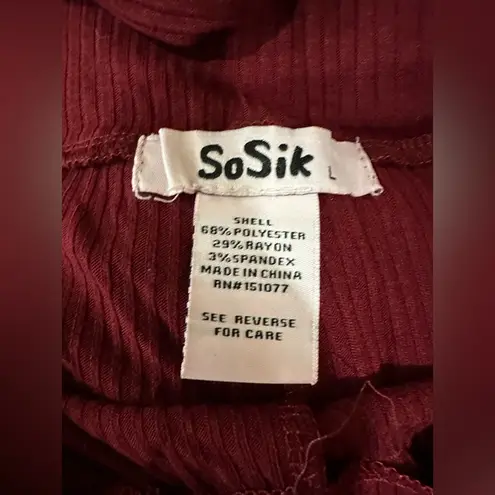 SoSik L
SHELL
68% POLYESTER
29% RAYON
3% SPANDEX
MADE IN CHINA
RN#151077
SEE REVERSE
FOR CARE